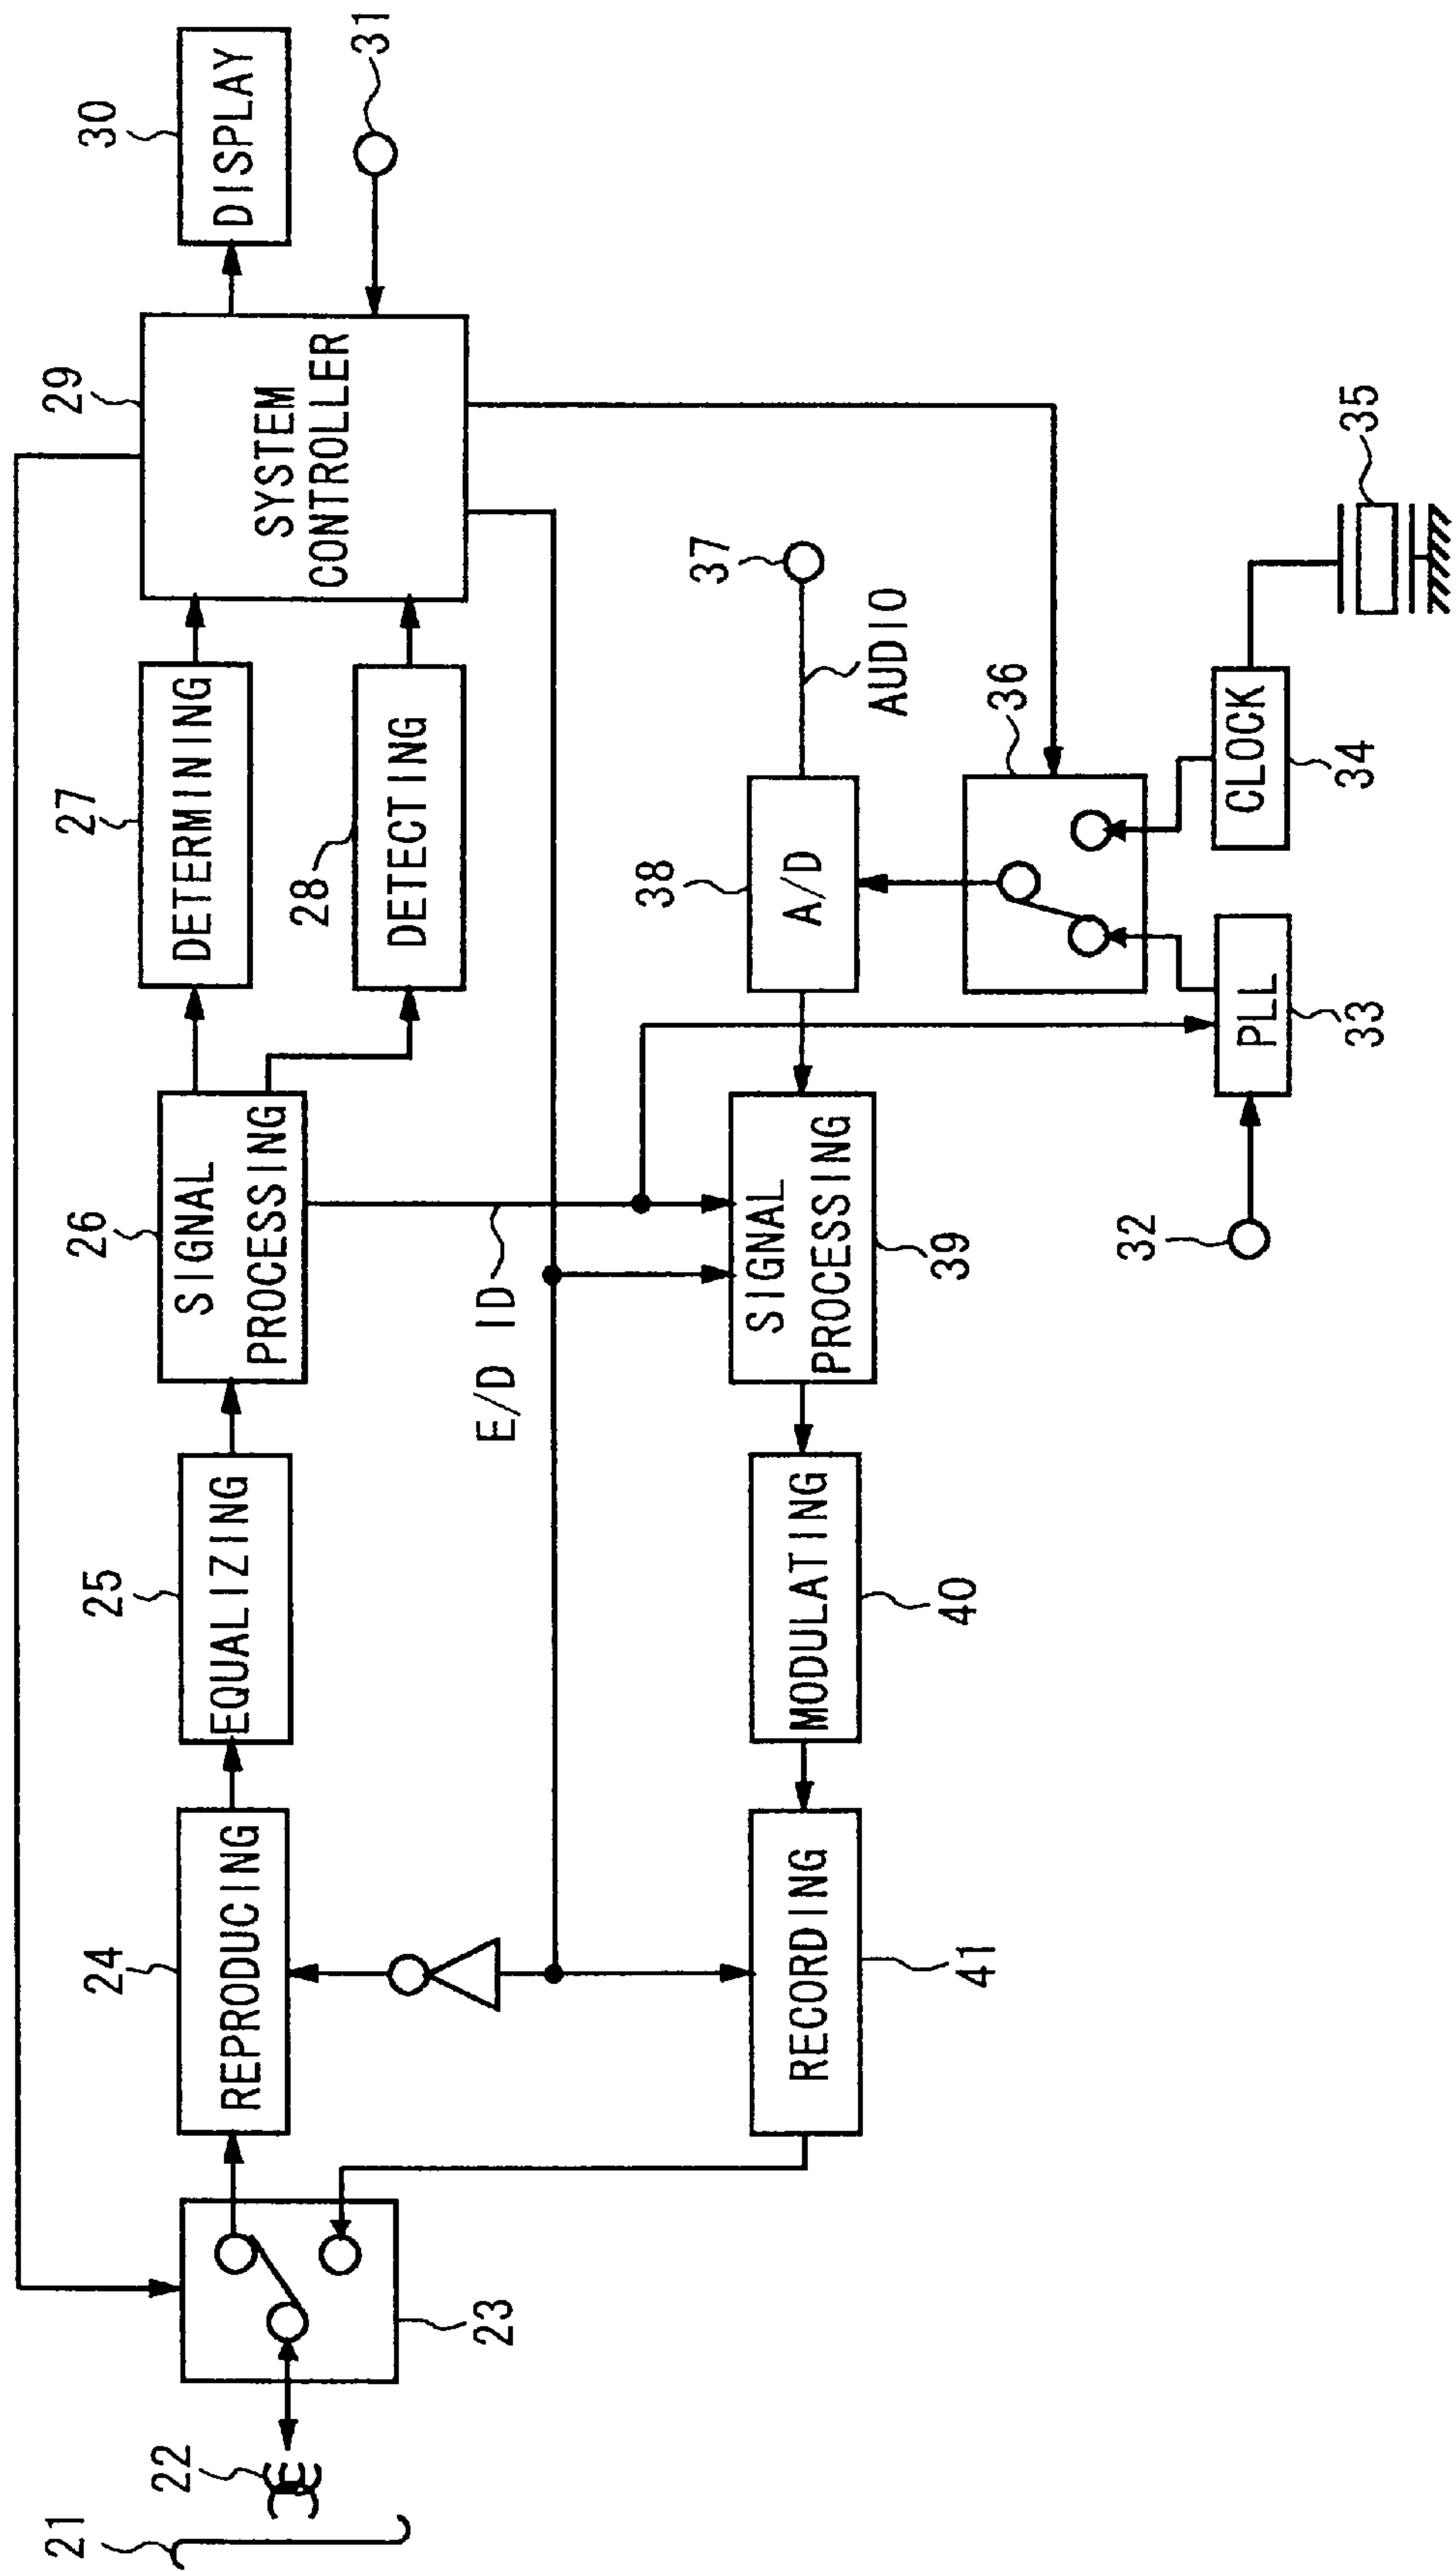 21
22
23
24
REPRODUCING
25
EQUALIZING
26
SIGNAL
PROCESSING
27
DETERMINING
28
DETECTING
29
SYSTEM
CONTROLLER
30
DISPLAY
31
E/D ID
41
RECORDING
40
MODULATING
39
SIGNAL
PROCESSING
38
A/D
37
AUDIO
36
32
33
PLL
34
CLOCK
35